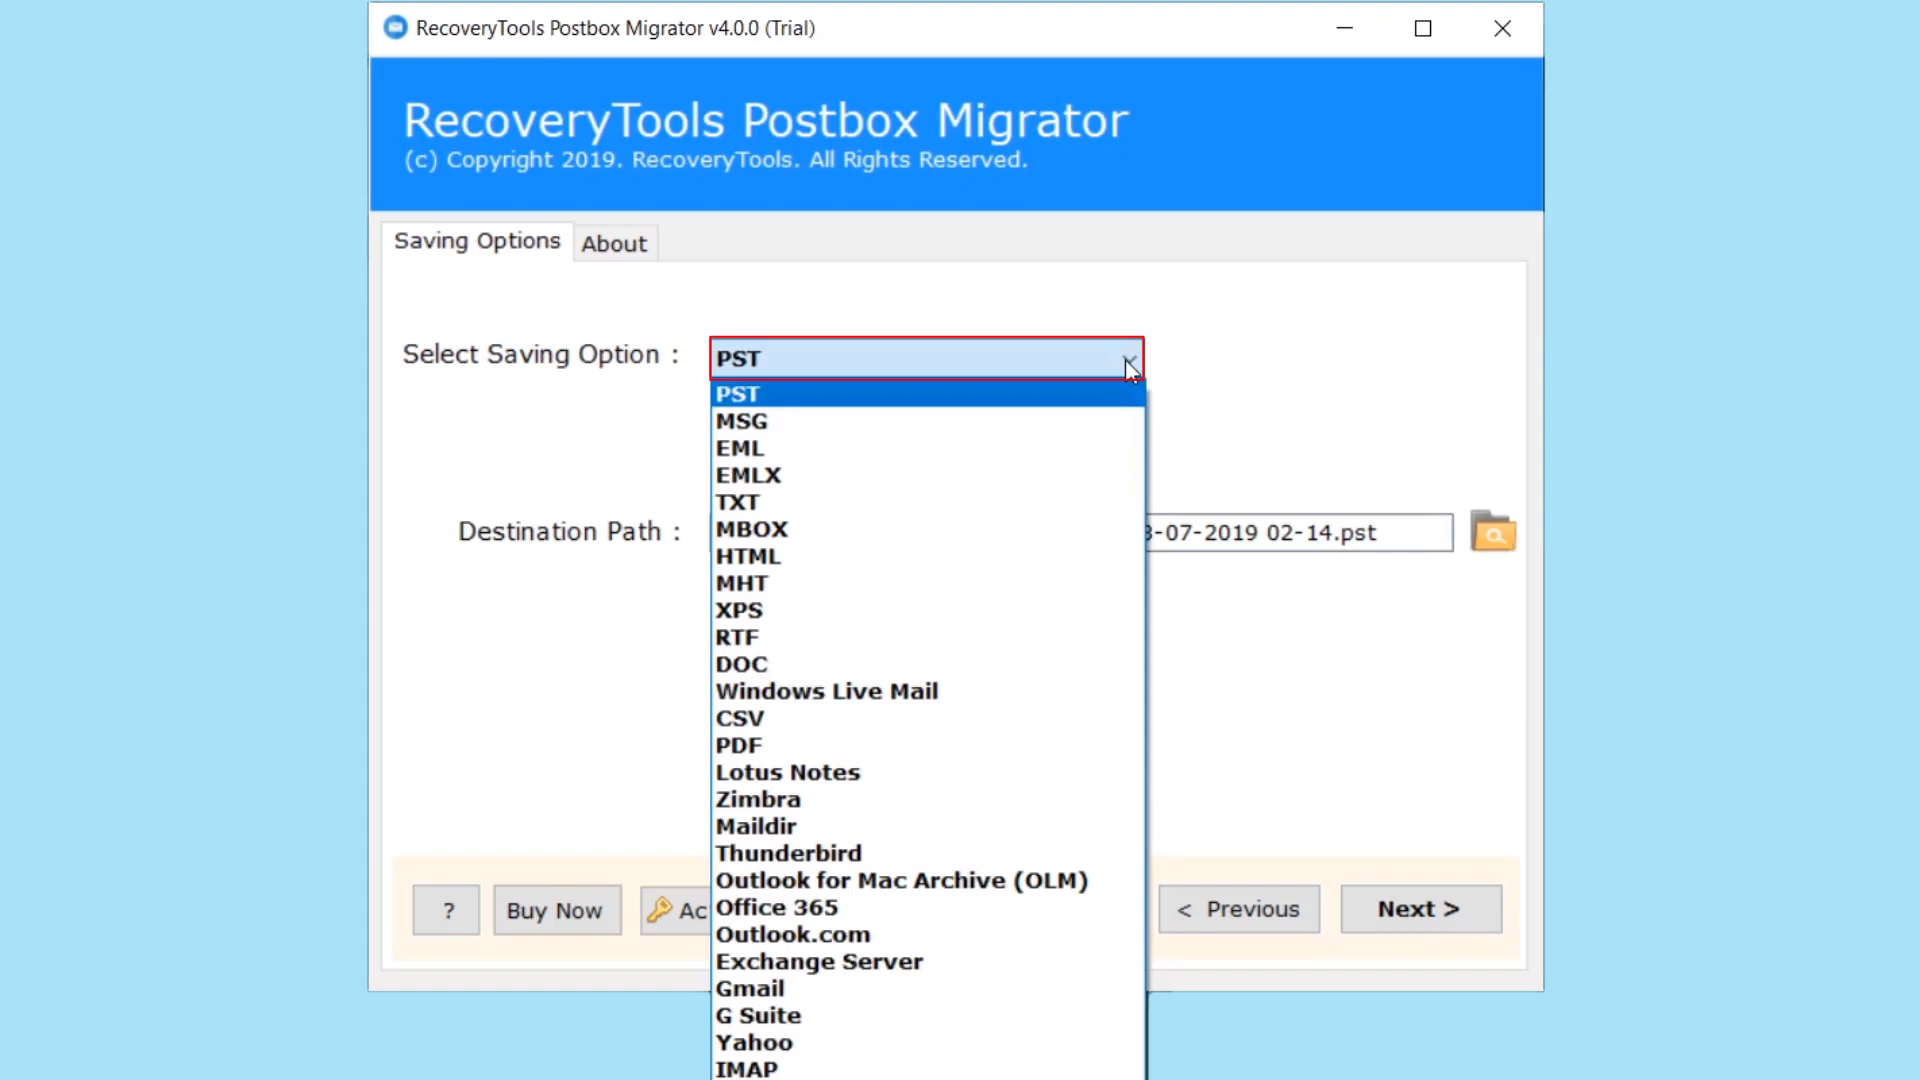 RecoveryTools Postbox Migrator v4.0.0 (Trial)
RecoveryTools Postbox Migrator
(c) Copyright 2019. RecoveryTools. All Rights Reserved.
Saving Options
About
Select Saving Option :
PST
PST
MSG
EML
EMLX
TXT
MBOX
HTML
MHT
XPS
RTF
DOC
Windows Live Mail
CSV
PDF
Lotus Notes
Zimbra
Maildir
Thunderbird
Outlook for Mac Archive (OLM)
Office 365
Outlook.com
Exchange Server
Gmail
G Suite
Yahoo
IMAP
Destination Path :
-07-2019 02-14.pst
?
Buy Now
Ac
< Previous
Next >